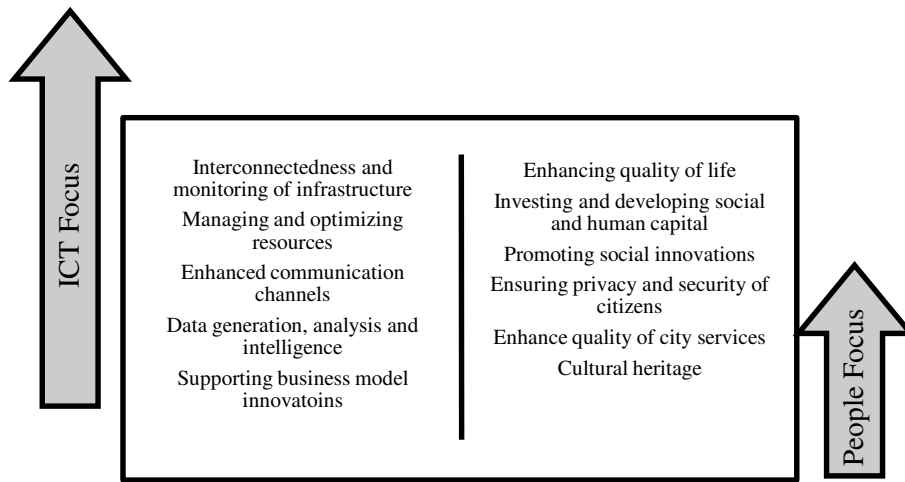 ICT Focus
Interconnectedness and
monitoring of infrastructure
Managing and optimizing
resources
Enhanced communication
channels
Data generation, analysis and
intelligence
Supporting business model
innovatoins
Enhancing quality of life
Investing and developing social
and human capital
Promoting social innovations
Ensuring privacy and security of
citizens
Enhance quality of city services
Cultural heritage
People Focus